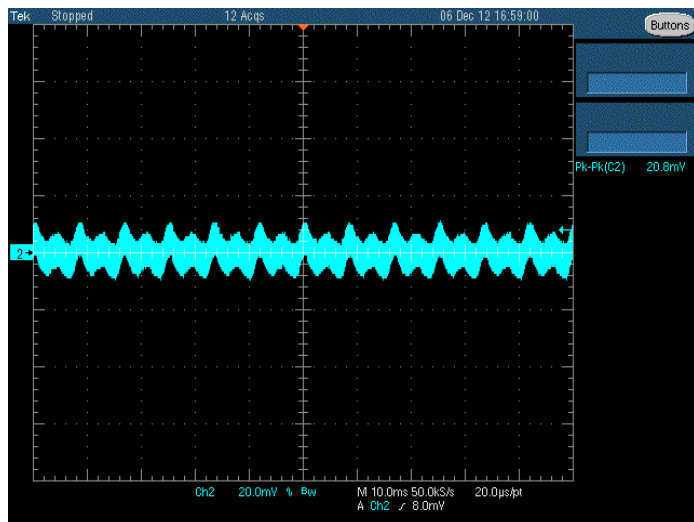 Tek Stopped 12 Acqs 06 Dec 12 16:59:00
Buttons
Pk-Pk(C2) 20.8mV
2
Ch2 20.0mV % Bw M 10.0ms 50.0kS/s 20.0µs/pt
A Ch2 ∕ 8.0mV